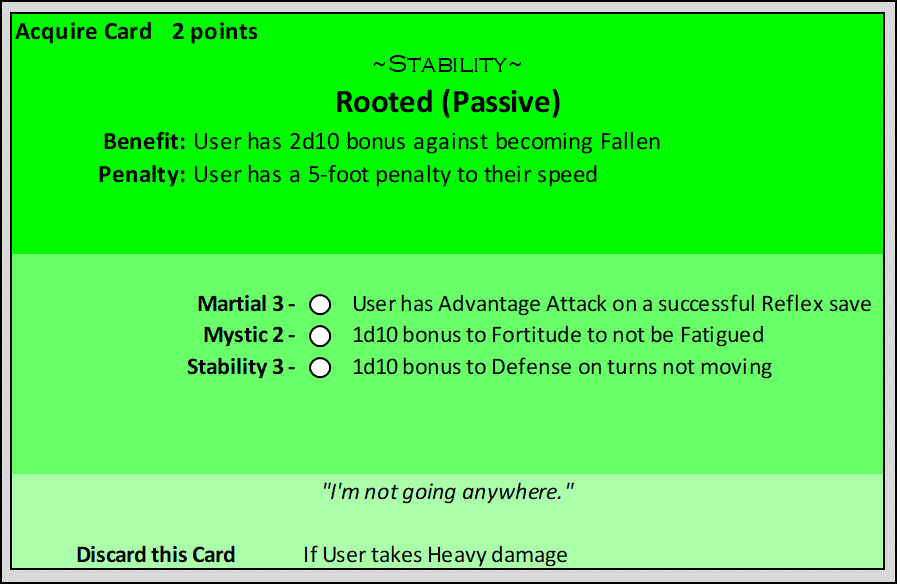 Acquire Card 2 points
~STABILITY~
Rooted (Passive)
Benefit: User has 2d10 bonus against becoming Fallen
Penalty: User has a 5-foot penalty to their speed
Martial 3 - User has Advantage Attack on a successful Reflex save
Mystic 2 - 1d10 bonus to Fortitude to not be Fatigued
Stability 3 - 1d10 bonus to Defense on turns not moving
"I'm not going anywhere."
Discard this Card If User takes Heavy damage